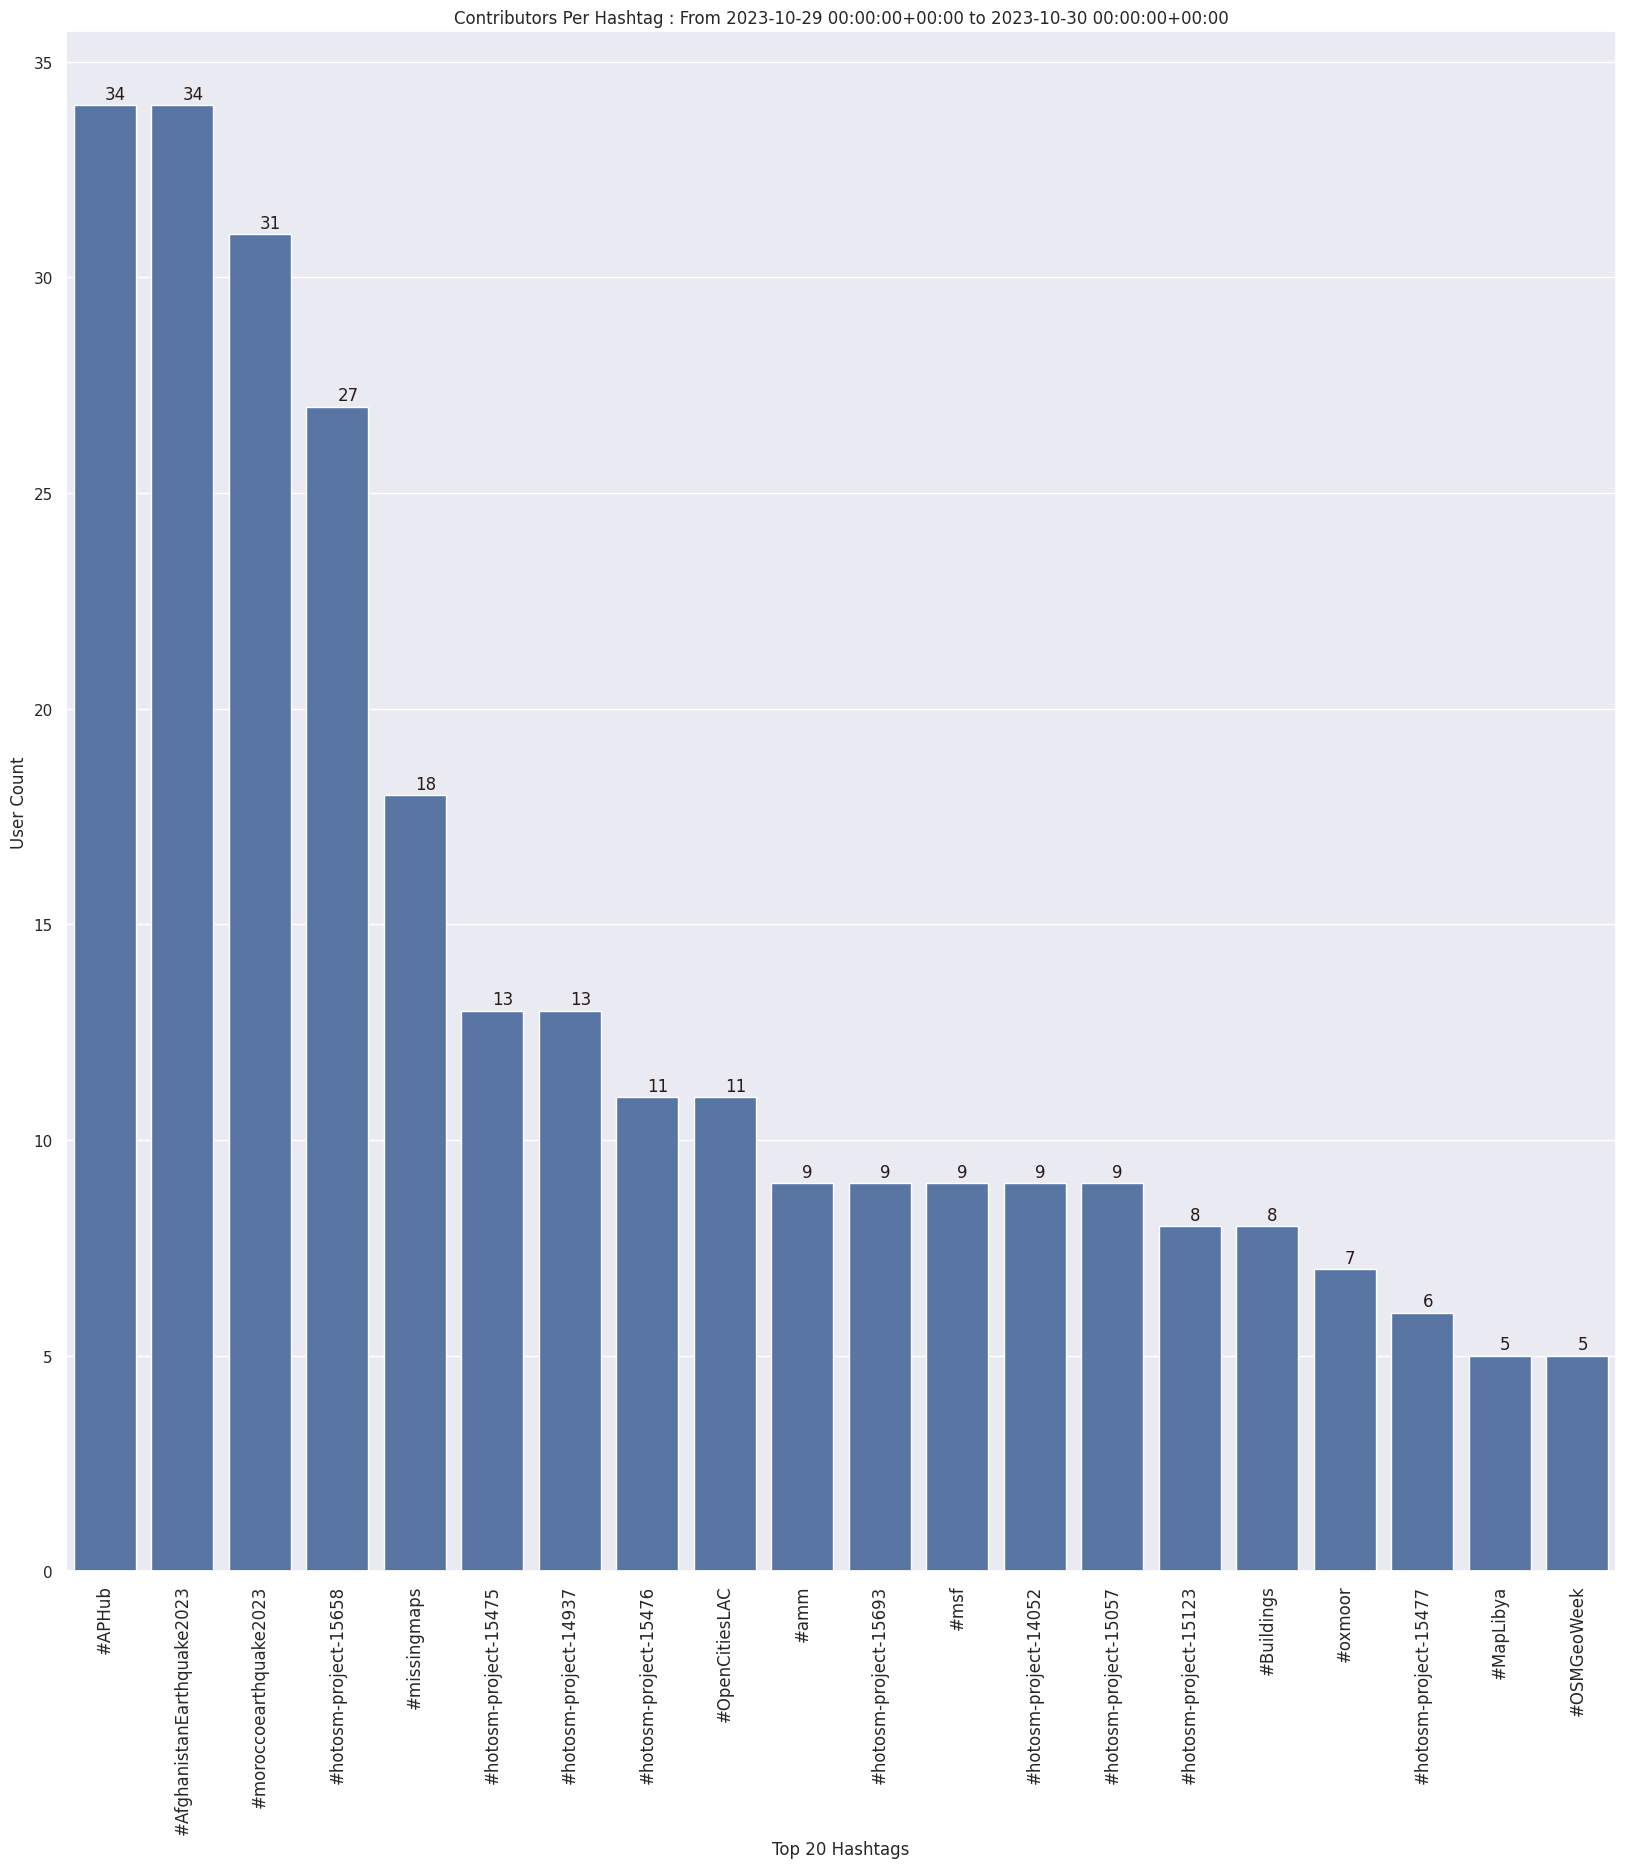 Contributors Per Hashtag : From 2023-10-29 00:00:00+00:00 to 2023-10-30 00:00:00+00:00
User Count
35
30
25
20
15
10
5
0
34
34
31
27
18
13
13
11
11
9
9
9
9
9
8
8
7
6
5
5
#APHub
#AfghanistanEarthquake2023
#moroccoearthquake2023
#hotosm-project-15658
#missingmaps
#hotosm-project-15475
#hotosm-project-14937
#hotosm-project-15476
#OpenCitiesLAC
#amm
#hotosm-project-15693
#msf
#hotosm-project-14052
#hotosm-project-15057
#hotosm-project-15123
#Buildings
#oxmoor
#hotosm-project-15477
#MapLibya
#OSMGeoWeek
Top 20 Hashtags